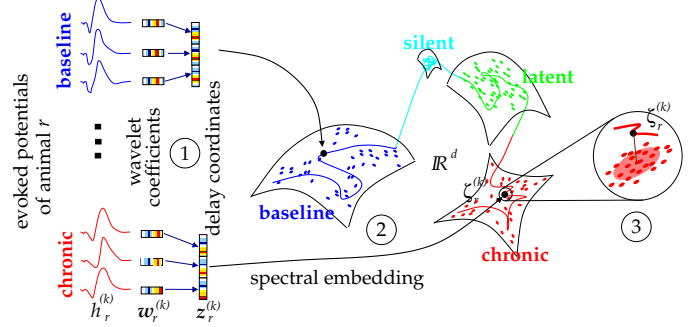 evoked potentials
of animal r
baseline
chronic
wavelet
coefficients
delay coordinates
1
h_r^{(k)}
w_r^{(k)}
z_r^{(k)}
baseline
2
silent
latent
ℝ^d
ζ_r^{(k)}
chronic
spectral embedding
ζ_r^{(k)}
3